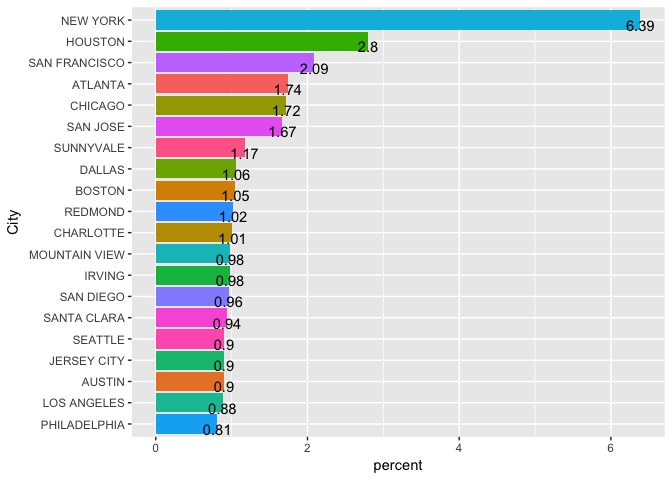 NEW YORK 6.39
HOUSTON 2.8
SAN FRANCISCO 2.09
ATLANTA 1.74
CHICAGO 1.72
SAN JOSE 1.67
SUNNYVALE 1.17
DALLAS 1.06
BOSTON 1.05
REDMOND 1.02
CHARLOTTE 1.01
MOUNTAIN VIEW 0.98
IRVING 0.98
SAN DIEGO 0.96
SANTA CLARA 0.94
SEATTLE 0.9
JERSEY CITY 0.9
AUSTIN 0.9
LOS ANGELES 0.88
PHILADELPHIA 0.81
City
0 2 4 6
percent